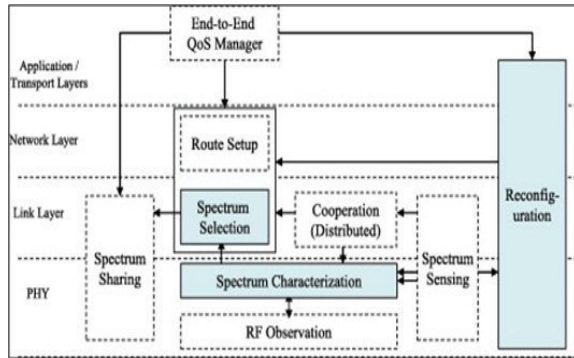 End-to-End
QoS Manager
Application /
Transport Layers
Network Layer
Route Setup
Link Layer
Spectrum
Selection
Cooperation
(Distributed)
Reconfig-
uration
Spectrum
Sharing
Spectrum
Sensing
PHY
Spectrum Characterization
RF Observation